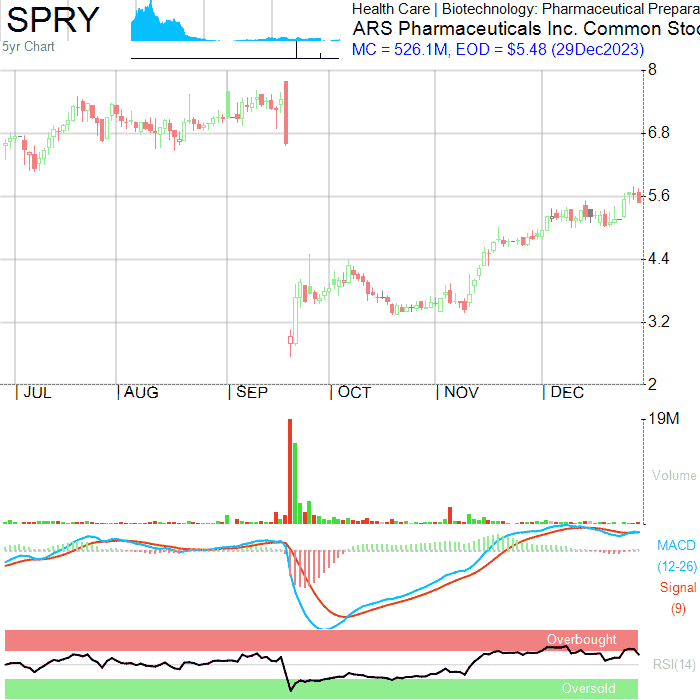 SPRY
5yr Chart
Health Care | Biotechnology: Pharmaceutical Prepara
ARS Pharmaceuticals Inc. Common Stoc
MC = 526.1M, EOD = $5.48 (29Dec2023)
8
6.8
5.6
4.4
3.2
2
| JUL | AUG | SEP | OCT | NOV | DEC
19M
Volume
MACD
(12-26)
Signal
(9)
Overbought
RSI(14)
Oversold